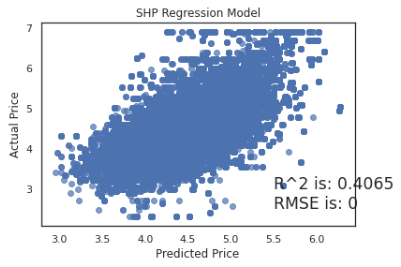 SHP Regression Model
7
6
5
4
3
Actual Price
R^2 is: 0.4065
RMSE is: 0
3.0 3.5 4.0 4.5 5.0 5.5 6.0
Predicted Price